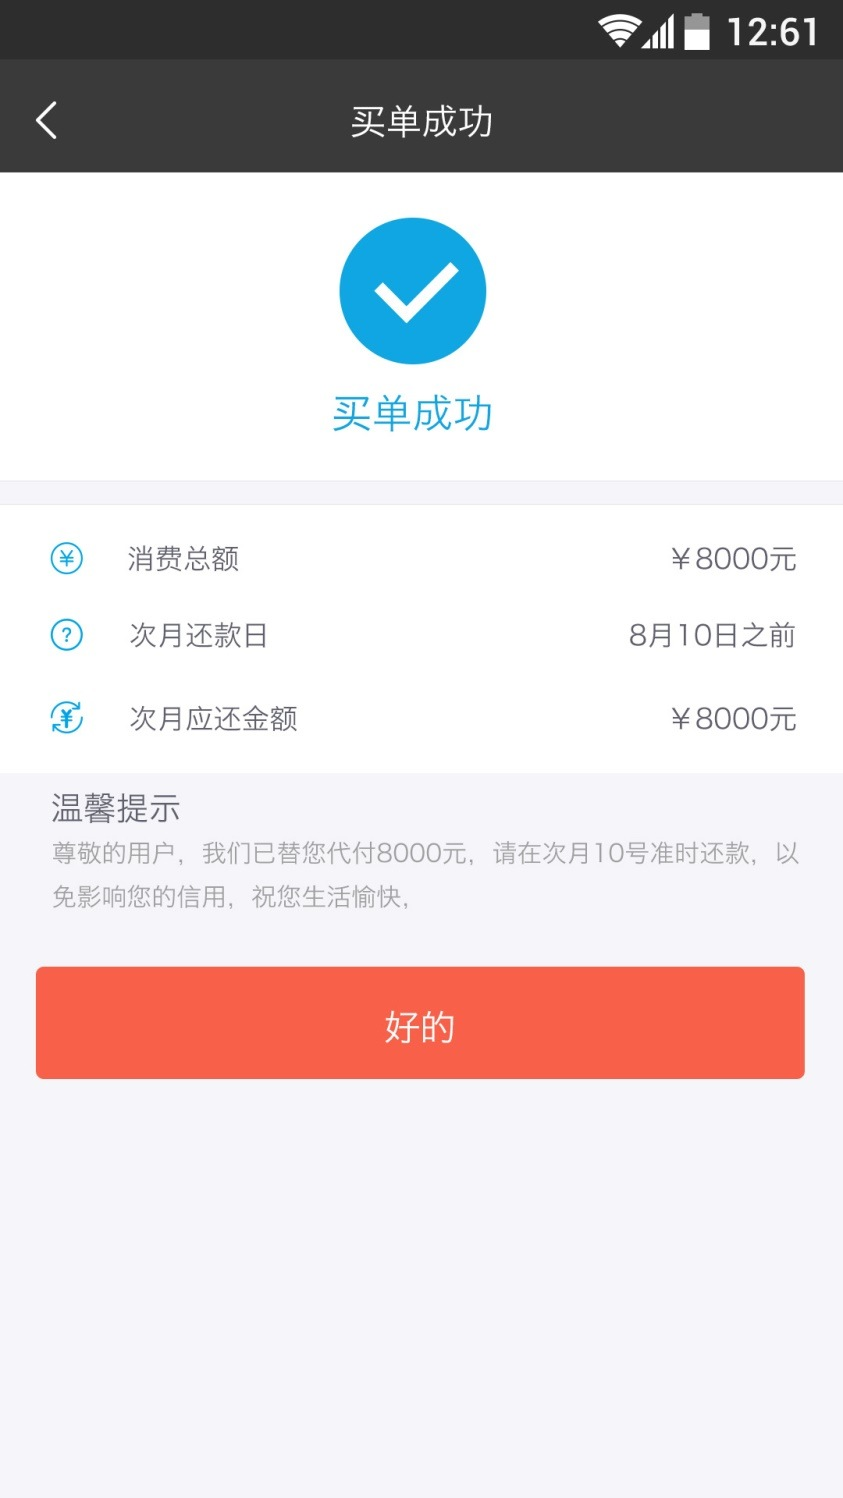 12:61
买单成功
买单成功
消费总额 ￥8000元
次月还款日 8月10日之前
次月应还金额 ￥8000元
温馨提示
尊敬的用户，我们已替您代付8000元，请在次月10号准时还款，以
免影响您的信用，祝您生活愉快，
好的